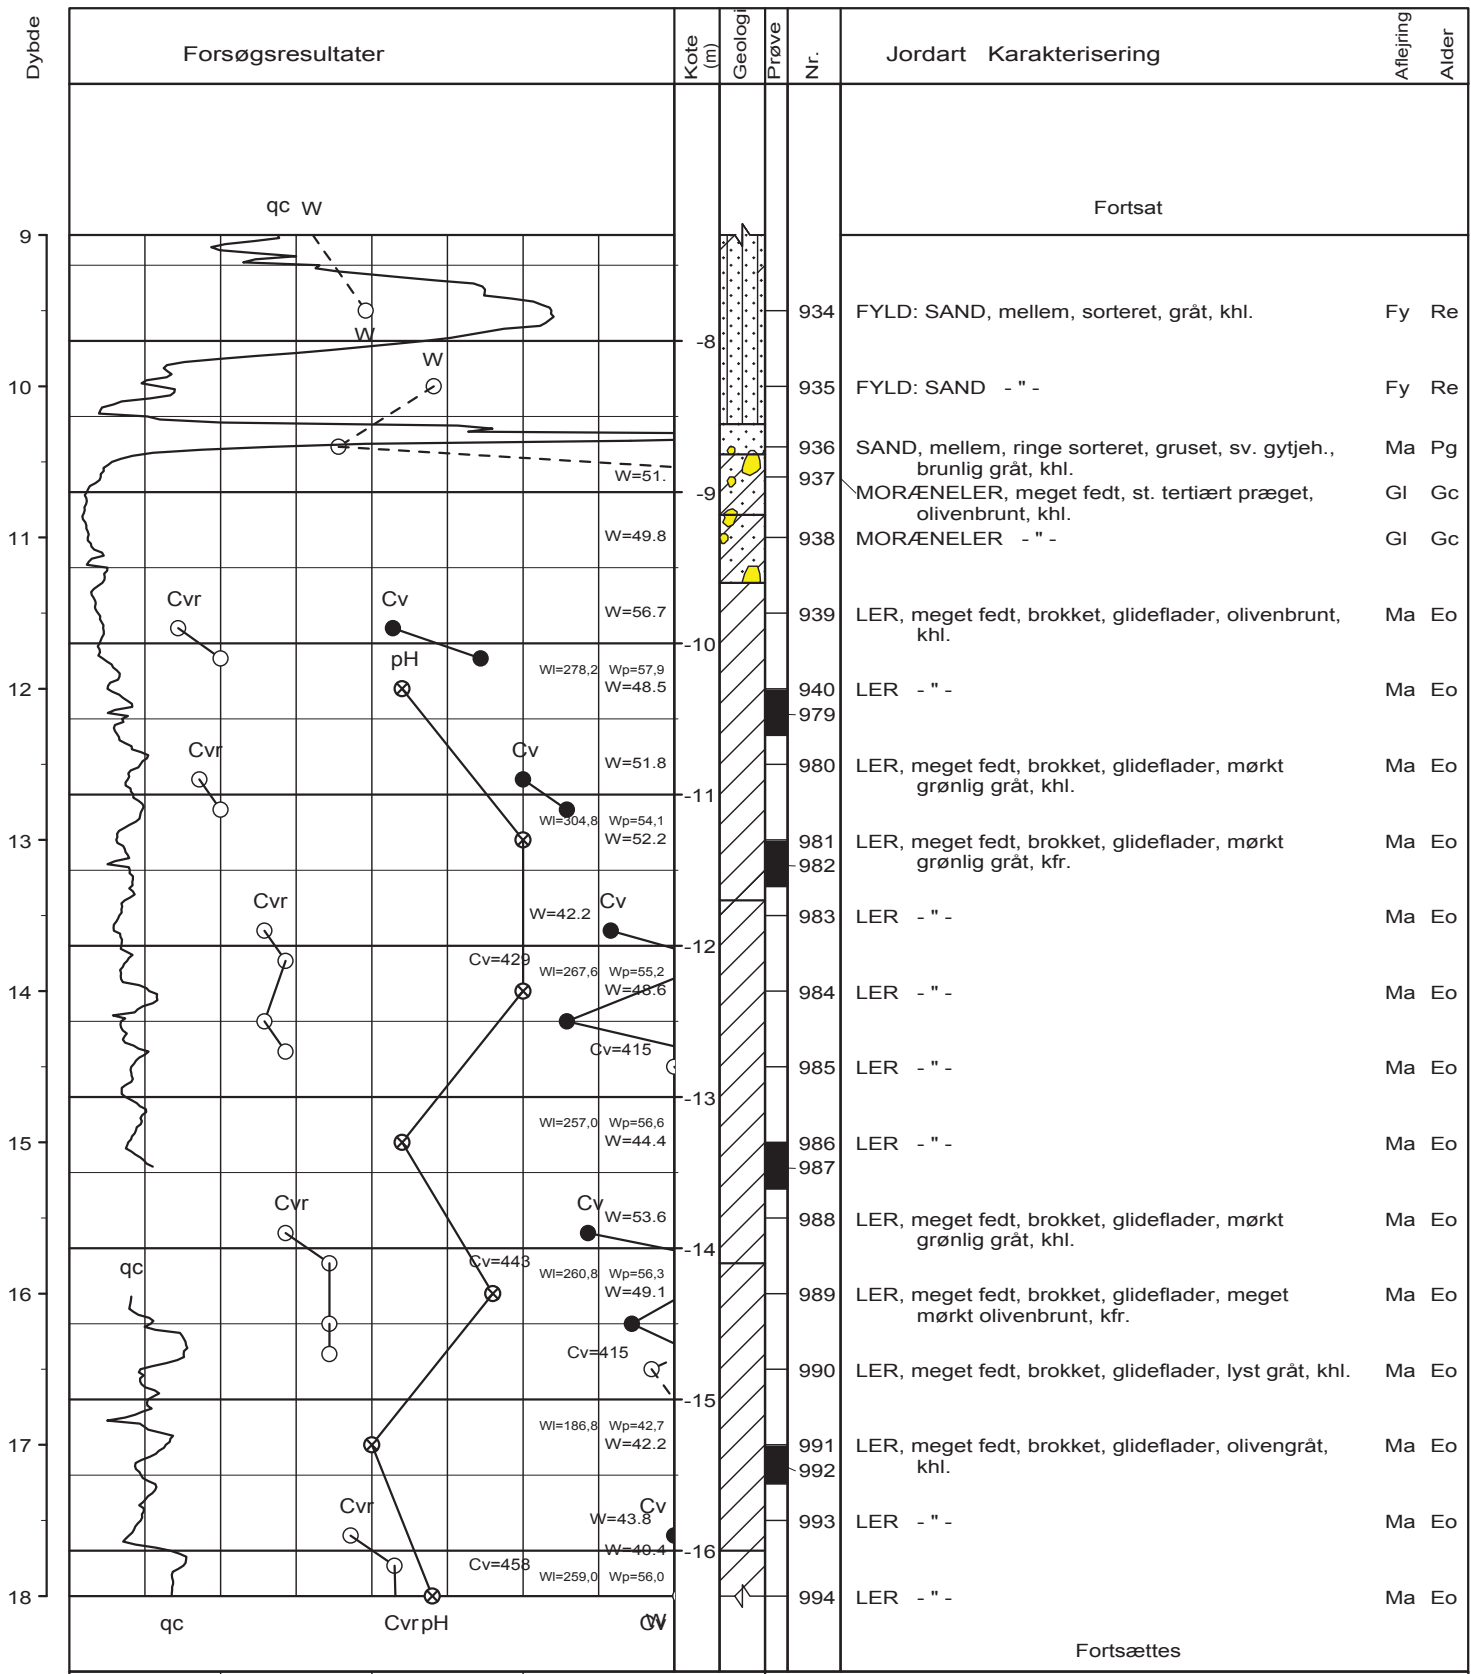 Dybde
Forsøgsresultater
Kote (m)
Geologi
Prøve
Nr.
Jordart Karakterisering
Aflejring
Alder
qc W
Fortsat
9
934 FYLD: SAND, mellem, sorteret, gråt, khl. Fy Re
W
-8
W
10
935 FYLD: SAND - " - Fy Re
936 SAND, mellem, ringe sorteret, gruset, sv. gytjeh., Ma Pg
brunlig gråt, khl.
W=51.
937
-9
MORÆNELER, meget fedt, st. tertiært præget, Gl Gc
olivenbrunt, khl.
11
W=49.8
938 MORÆNELER - " - Gl Gc
Cvr Cv
W=56.7
939 LER, meget fedt, brokket, glideflader, olivenbrunt, Ma Eo
khl.
-10
pH
Wl=278,2 Wp=57,9
12
W=48.5
940 LER - " - Ma Eo
979
Cvr Cv
W=51.8
980 LER, meget fedt, brokket, glideflader, mørkt Ma Eo
grønlig gråt, khl.
-11
Wl=304,8 Wp=54,1
13
W=52.2
981 LER, meget fedt, brokket, glideflader, mørkt Ma Eo
982 grønlig gråt, kfr.
Cvr Cv
W=42.2
983 LER - " - Ma Eo
-12
Cv=429
Wl=267,6 Wp=55,2
14
W=48.6
984 LER - " - Ma Eo
Cv=415
985 LER - " - Ma Eo
-13
Wl=257,0 Wp=56,6
15
W=44.4
986 LER - " - Ma Eo
987
Cvr Cv
W=53.6
988 LER, meget fedt, brokket, glideflader, mørkt Ma Eo
grønlig gråt, khl.
-14
Cv=443
qc
Wl=260,8 Wp=56,3
16
W=49.1
989 LER, meget fedt, brokket, glideflader, meget Ma Eo
mørkt olivenbrunt, kfr.
Cv=415
990 LER, meget fedt, brokket, glideflader, lyst gråt, khl. Ma Eo
-15
Wl=186,8 Wp=42,7
17
W=42.2
991 LER, meget fedt, brokket, glideflader, olivengråt, Ma Eo
992 khl.
Cvr Cv
W=43.8
993 LER - " - Ma Eo
W=40.4
-16
Cv=458
Wl=259,0 Wp=56,0
18
994 LER - " - Ma Eo
qc Cvr pH Cv W
Fortsættes